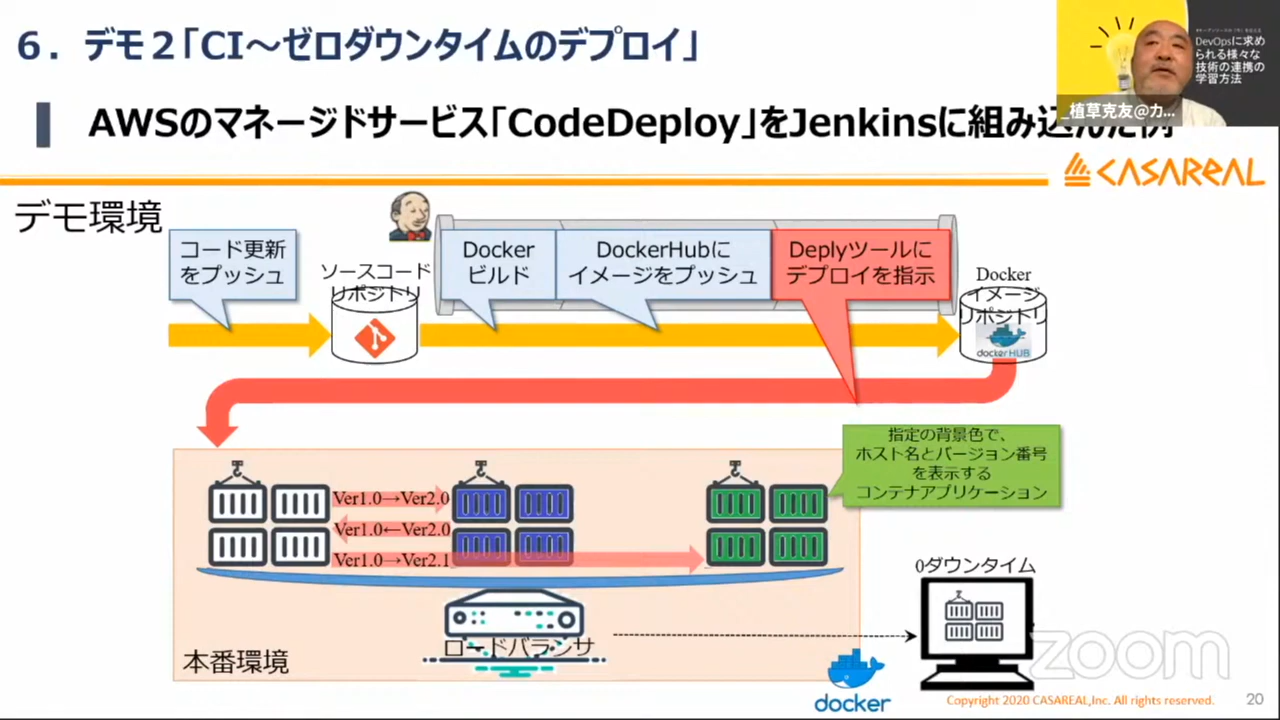 6．デモ２「CI～ゼロダウンタイムのデプロイ」
DevOpsに求め
られる様々な
技術の連携の
学習方法
_植草克友@カ...
AWSのマネージドサービス「CodeDeploy」をJenkinsに組み込んだ例
CASAREAL
デモ環境
コード更新
をプッシュ
ソースコード
リポジトリ
Docker
ビルド
DockerHubに
イメージをプッシュ
Deplyツールに
デプロイを指示
Docker
イメージ
リポジトリ
docker HUB
指定の背景色で、
ホスト名とバージョン番号
を表示する
コンテナアプリケーション
Ver1.0→Ver2.0
Ver1.0←Ver2.0
Ver1.0→Ver2.1
0ダウンタイム
ロードバランサ
本番環境
docker
zoom
Copyright 2020 CASAREAL,Inc. All rights reserved.
20